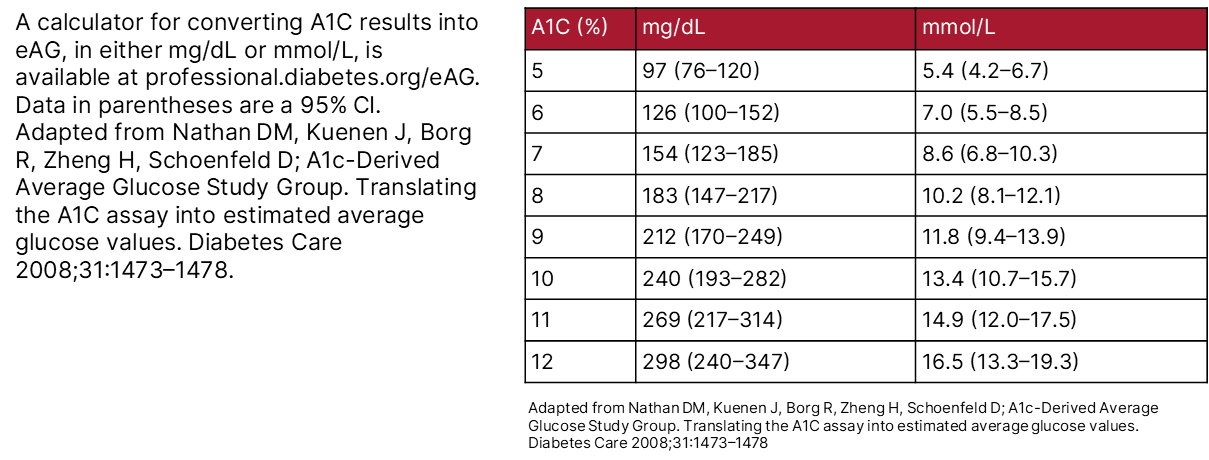 A calculator for converting A1C results into
eAG, in either mg/dL or mmol/L, is
available at professional.diabetes.org/eAG.
Data in parentheses are a 95% CI.
Adapted from Nathan DM, Kuenen J, Borg
R, Zheng H, Schoenfeld D; A1c-Derived
Average Glucose Study Group. Translating
the A1C assay into estimated average
glucose values. Diabetes Care
2008;31:1473–1478.
A1C (%) mg/dL mmol/L
5 97 (76–120) 5.4 (4.2–6.7)
6 126 (100–152) 7.0 (5.5–8.5)
7 154 (123–185) 8.6 (6.8–10.3)
8 183 (147–217) 10.2 (8.1–12.1)
9 212 (170–249) 11.8 (9.4–13.9)
10 240 (193–282) 13.4 (10.7–15.7)
11 269 (217–314) 14.9 (12.0–17.5)
12 298 (240–347) 16.5 (13.3–19.3)
Adapted from Nathan DM, Kuenen J, Borg R, Zheng H, Schoenfeld D; A1c-Derived Average
Glucose Study Group. Translating the A1C assay into estimated average glucose values.
Diabetes Care 2008;31:1473–1478